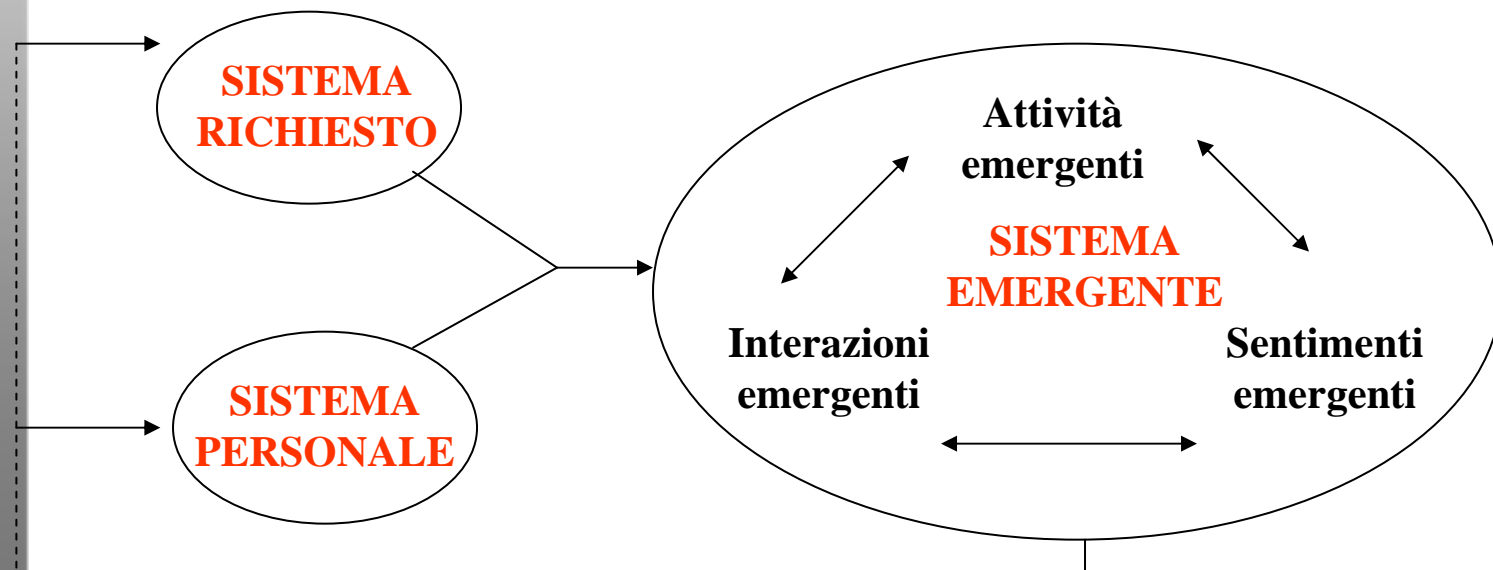 SISTEMA
RICHIESTO
Attività
emergenti
SISTEMA
EMERGENTE
Interazioni
emergenti
Sentimenti
emergenti
SISTEMA
PERSONALE